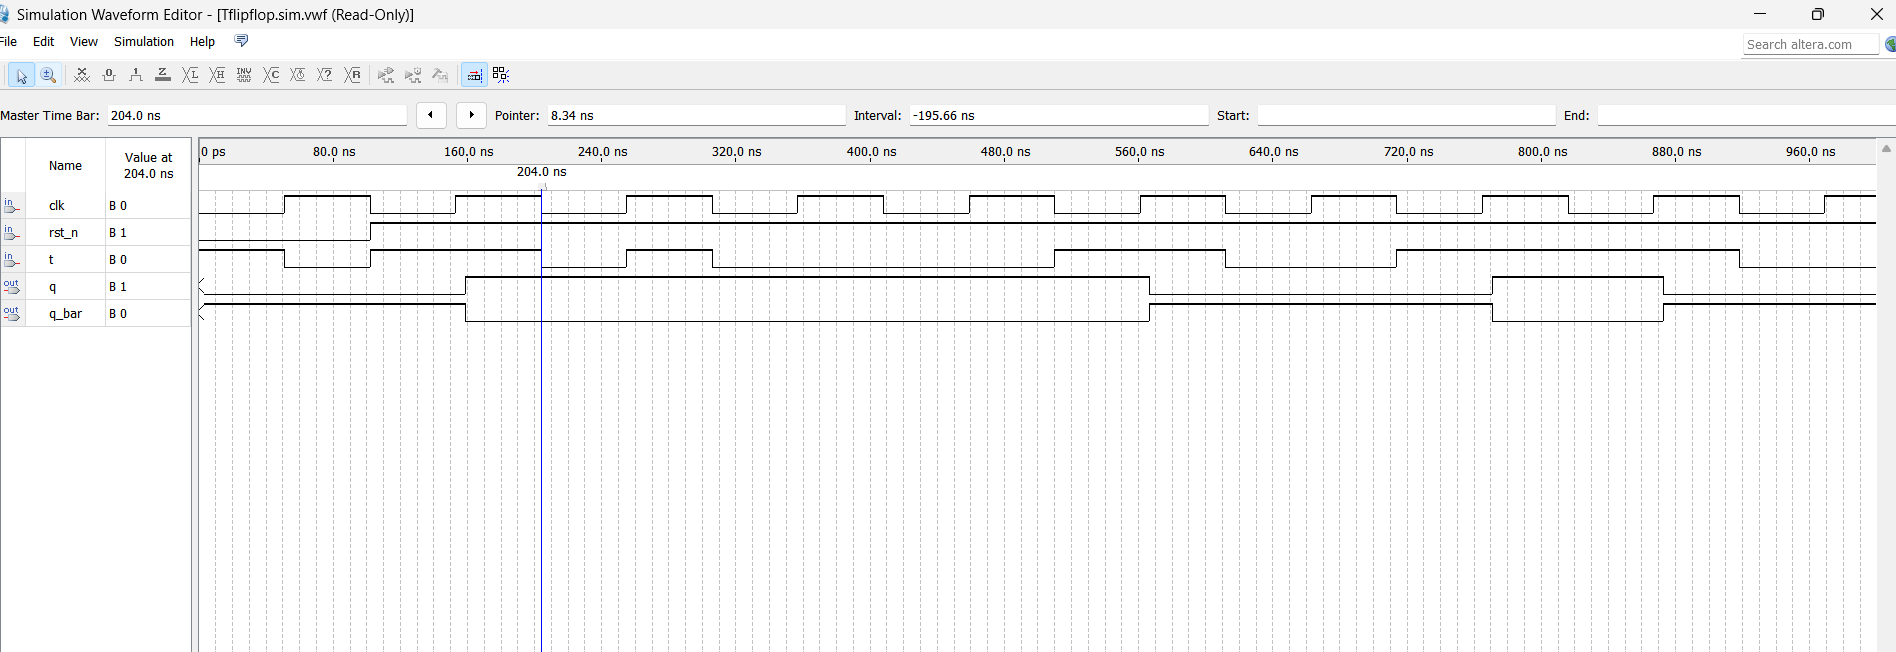 Simulation Waveform Editor - [Tflipflop.sim.vwf (Read-Only)]
File Edit View Simulation Help
Search altera.com
Master Time Bar: 204.0 ns Pointer: 8.34 ns Interval: -195.66 ns Start: End:
Name Value at 204.0 ns
0 ps 80.0 ns 160.0 ns 240.0 ns 320.0 ns 400.0 ns 480.0 ns 560.0 ns 640.0 ns 720.0 ns 800.0 ns 880.0 ns 960.0 ns
204.0 ns
in clk B 0
in rst_n B 1
in t B 0
out q B 1
out q_bar B 0